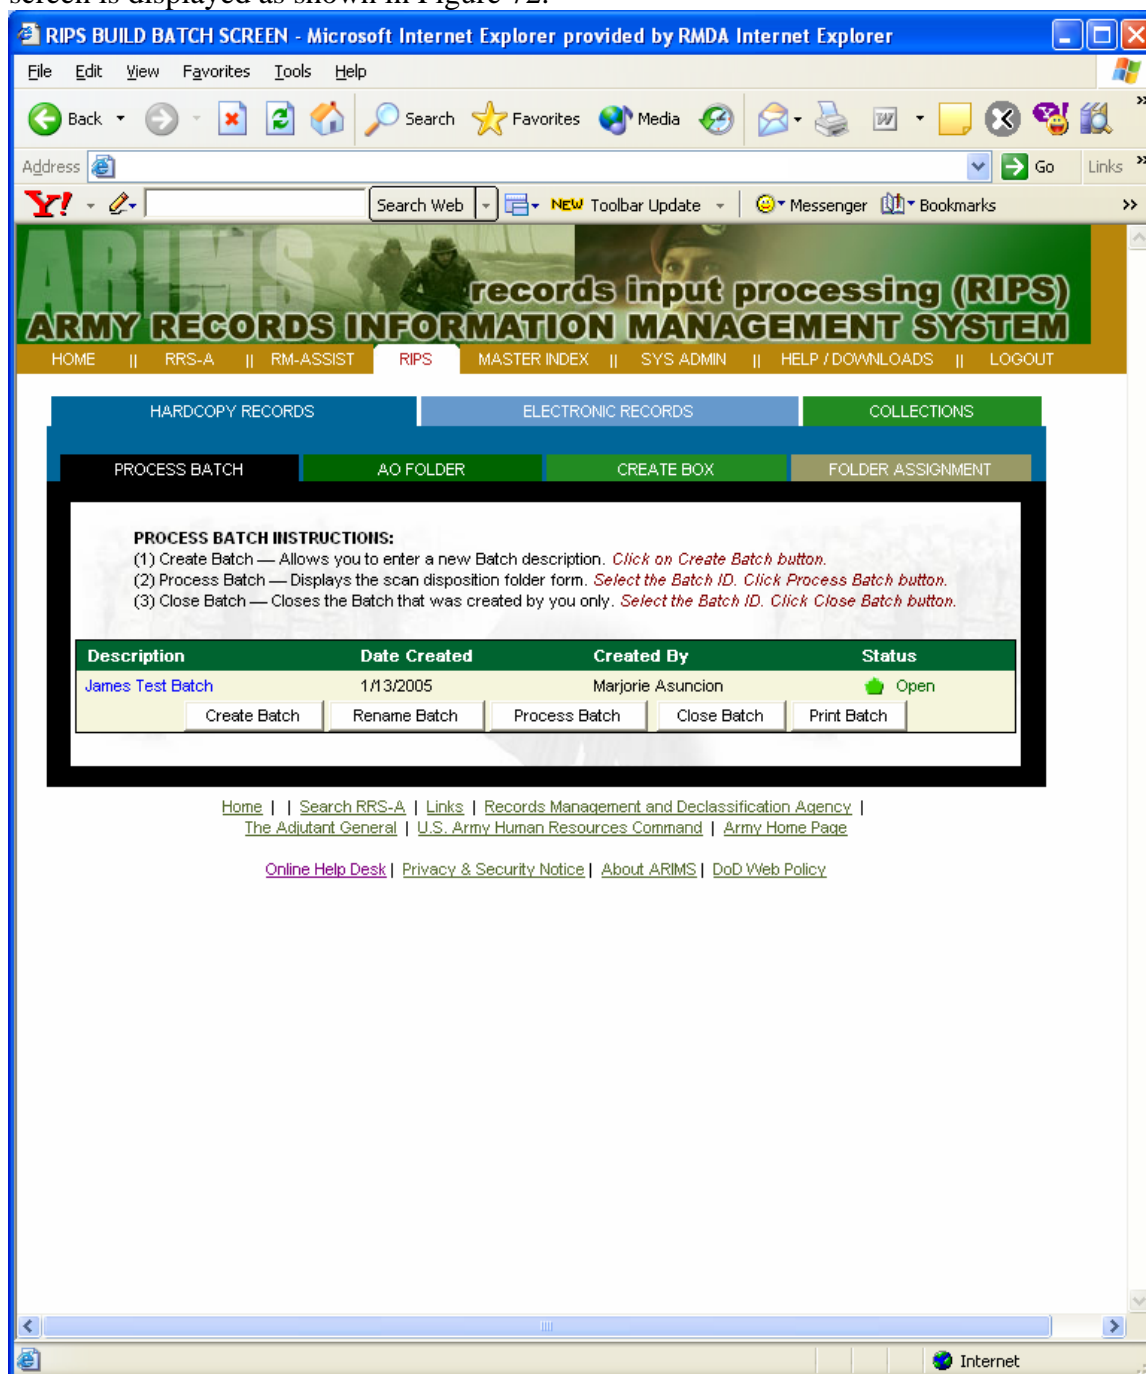 screen is displayed as shown in Figure 72.
RIPS BUILD BATCH SCREEN - Microsoft Internet Explorer provided by RMDA Internet Explorer
File Edit View Favorites Tools Help
Back Search Favorites Media W »
Address Go Links »
Y! Search Web NEW Toolbar Update Messenger Bookmarks »
ARIMS
records input processing (RIPS)
ARMY RECORDS INFORMATION MANAGEMENT SYSTEM
HOME || RRS-A || RM-ASSIST RIPS MASTER INDEX || SYS ADMIN || HELP / DOWNLOADS || LOGOUT
HARDCOPY RECORDS ELECTRONIC RECORDS COLLECTIONS
PROCESS BATCH AO FOLDER CREATE BOX FOLDER ASSIGNMENT
PROCESS BATCH INSTRUCTIONS:
(1) Create Batch — Allows you to enter a new Batch description. Click on Create Batch button.
(2) Process Batch — Displays the scan disposition folder form. Select the Batch ID. Click Process Batch button.
(3) Close Batch — Closes the Batch that was created by you only. Select the Batch ID. Click Close Batch button.
Description Date Created Created By Status
James Test Batch 1/13/2005 Marjorie Asuncion Open
Create Batch Rename Batch Process Batch Close Batch Print Batch
Home | | Search RRS-A | Links | Records Management and Declassification Agency |
The Adjutant General | U.S. Army Human Resources Command | Army Home Page
Online Help Desk | Privacy & Security Notice | About ARIMS | DoD Web Policy
Internet